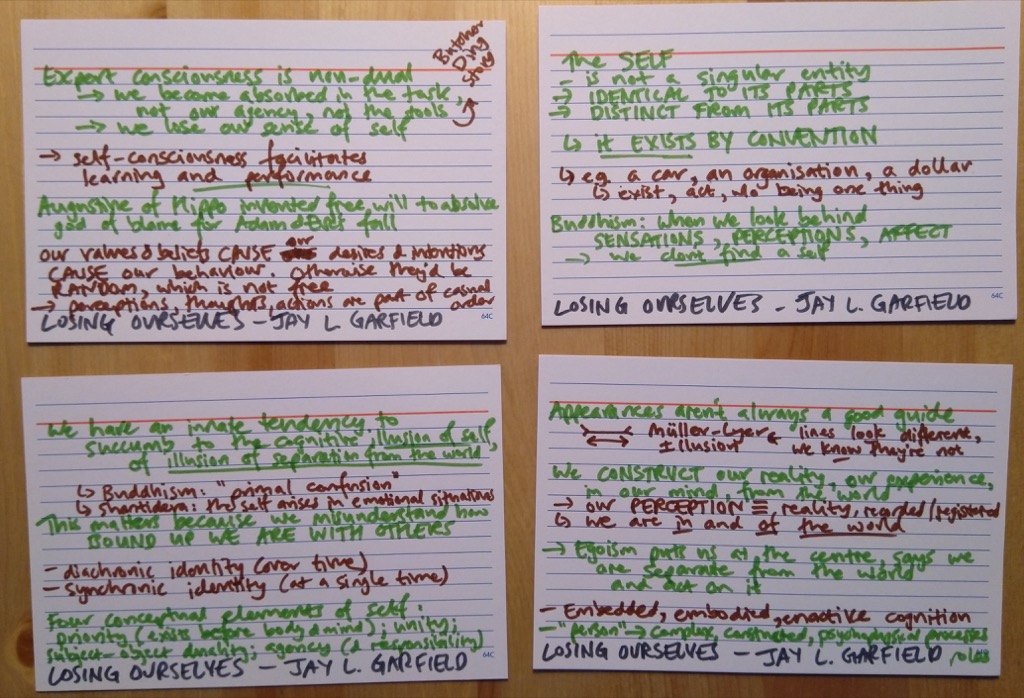 Butcher
Ding
story
Expert consciousness is non-dual
→ we become absorbed in the task,
not our agency, not the tools
→ we lose our sense of self
→ self-consciousness facilitates
learning and performance
Augustine of Hippo invented free will to absolve
god of blame for Adam & Eve's fall
our values & beliefs CAUSE our desires & intentions
CAUSE our behaviour. Otherwise they'd be
RANDOM, which is not free
→ perceptions, thoughts, actions are part of causal
order
LOSING OURSELVES - JAY L GARFIELD
64C
The SELF
- is not a singular entity
→ IDENTICAL TO ITS PARTS
→ DISTINCT FROM ITS PARTS
↳ it EXISTS BY CONVENTION
↳ eg a car, an organisation, a dollar
↳ exist, act, no being one thing
Buddhism: when we look behind
SENSATIONS, PERCEPTIONS, AFFECT
→ we don't find a self
LOSING OURSELVES - JAY L. GARFIELD
64C
We have an innate tendency to
succumb to the cognitive illusion of self,
of illusion of separation from the world
↳ Buddhism: "primal confusion"
↳ Shantideva: the self arises in emotional situations
This matters because we misunderstand how
BOUND UP WE ARE WITH OTHERS
- diachronic identity (over time)
- synchronic identity (at a single time)
Four conceptual elements of self:
priority (exists before body & mind); unity;
subject-object duality; agency (& responsibility)
LOSING OURSELVES - JAY L. GARFIELD
64C
Appearances aren't always a good guide
Müller-Lyer ← lines look different,
illusion we know they're not
We CONSTRUCT our reality, our experience,
in our mind, from the world
→ our PERCEPTION ≡ reality, regarded/registered
↳ we are in and of the world
→ Egoism puts us at the centre, says we
are separate from the world
and act on it
- Embedded, embodied, enactive cognition
- "person" → complex, constructed, psychophysical processes
roles
LOSING OURSELVES - JAY L. GARFIELD